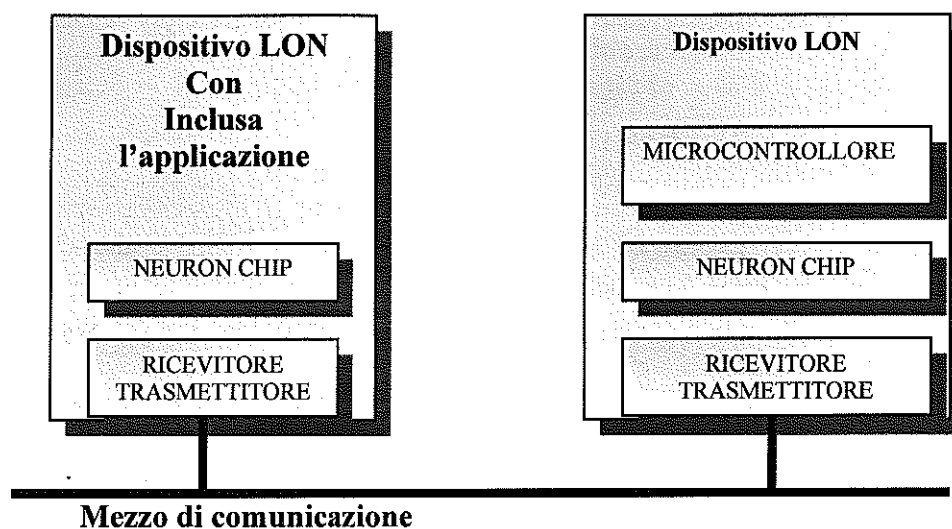 Dispositivo LON
Con
Inclusa
l'applicazione
NEURON CHIP
RICEVITORE
TRASMETTITORE
Dispositivo LON
MICROCONTROLLORE
NEURON CHIP
RICEVITORE
TRASMETTITORE
Mezzo di comunicazione